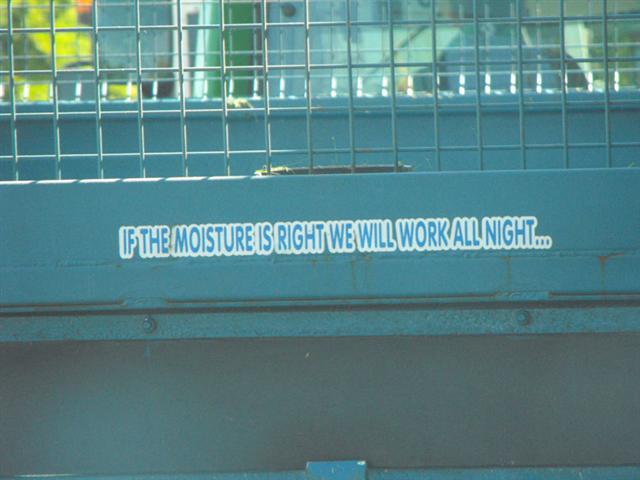 IF THE MOISTURE IS RIGHT WE WILL WORK ALL NIGHT...